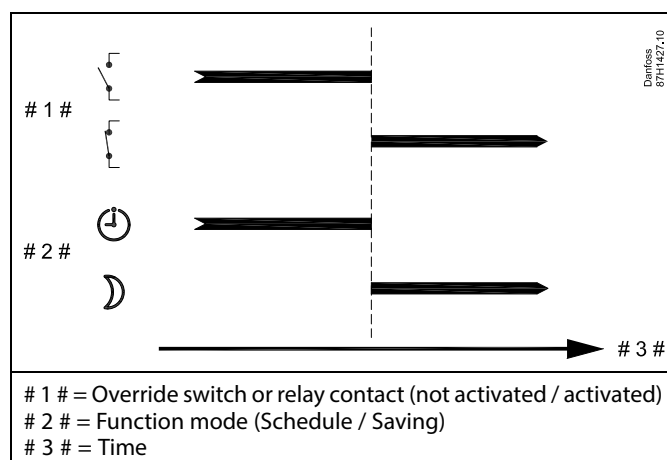 Danfoss
87H1427.10
# 1 #
# 2 #
# 3 #
# 1 # = Override switch or relay contact (not activated / activated)
# 2 # = Function mode (Schedule / Saving)
# 3 # = Time